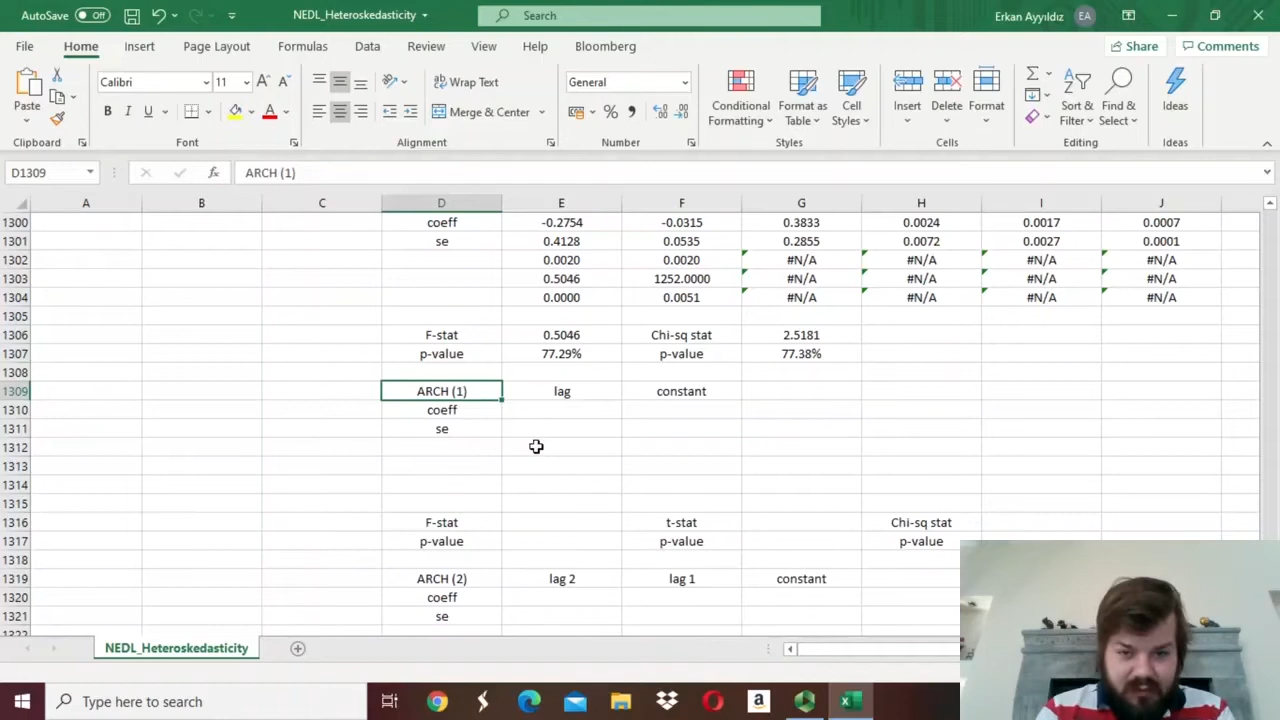 AutoSave Off NEDL_Heteroskedasticity Search Erkan Ayyıldız EA
File Home Insert Page Layout Formulas Data Review View Help Bloomberg Share Comments
Paste Calibri 11 Wrap Text General Conditional Formatting Format as Table Cell Styles Insert Delete Format Sort & Filter Find & Select Ideas
B I U Merge & Center
Clipboard Font Alignment Number Styles Cells Editing Ideas
D1309 fx ARCH (1)
A B C D E F G H I J
1300 coeff -0.2754 -0.0315 0.3833 0.0024 0.0017 0.0007
1301 se 0.4128 0.0535 0.2855 0.0072 0.0027 0.0001
1302 0.0020 0.0020 #N/A #N/A #N/A #N/A
1303 0.5046 1252.0000 #N/A #N/A #N/A #N/A
1304 0.0000 0.0051 #N/A #N/A #N/A #N/A
1305
1306 F-stat 0.5046 Chi-sq stat 2.5181
1307 p-value 77.29% p-value 77.38%
1308
1309 ARCH (1) lag constant
1310 coeff
1311 se
1312
1313
1314
1315
1316 F-stat t-stat Chi-sq stat
1317 p-value p-value p-value
1318
1319 ARCH (2) lag 2 lag 1 constant
1320 coeff
1321 se
1322
NEDL_Heteroskedasticity
Type here to search